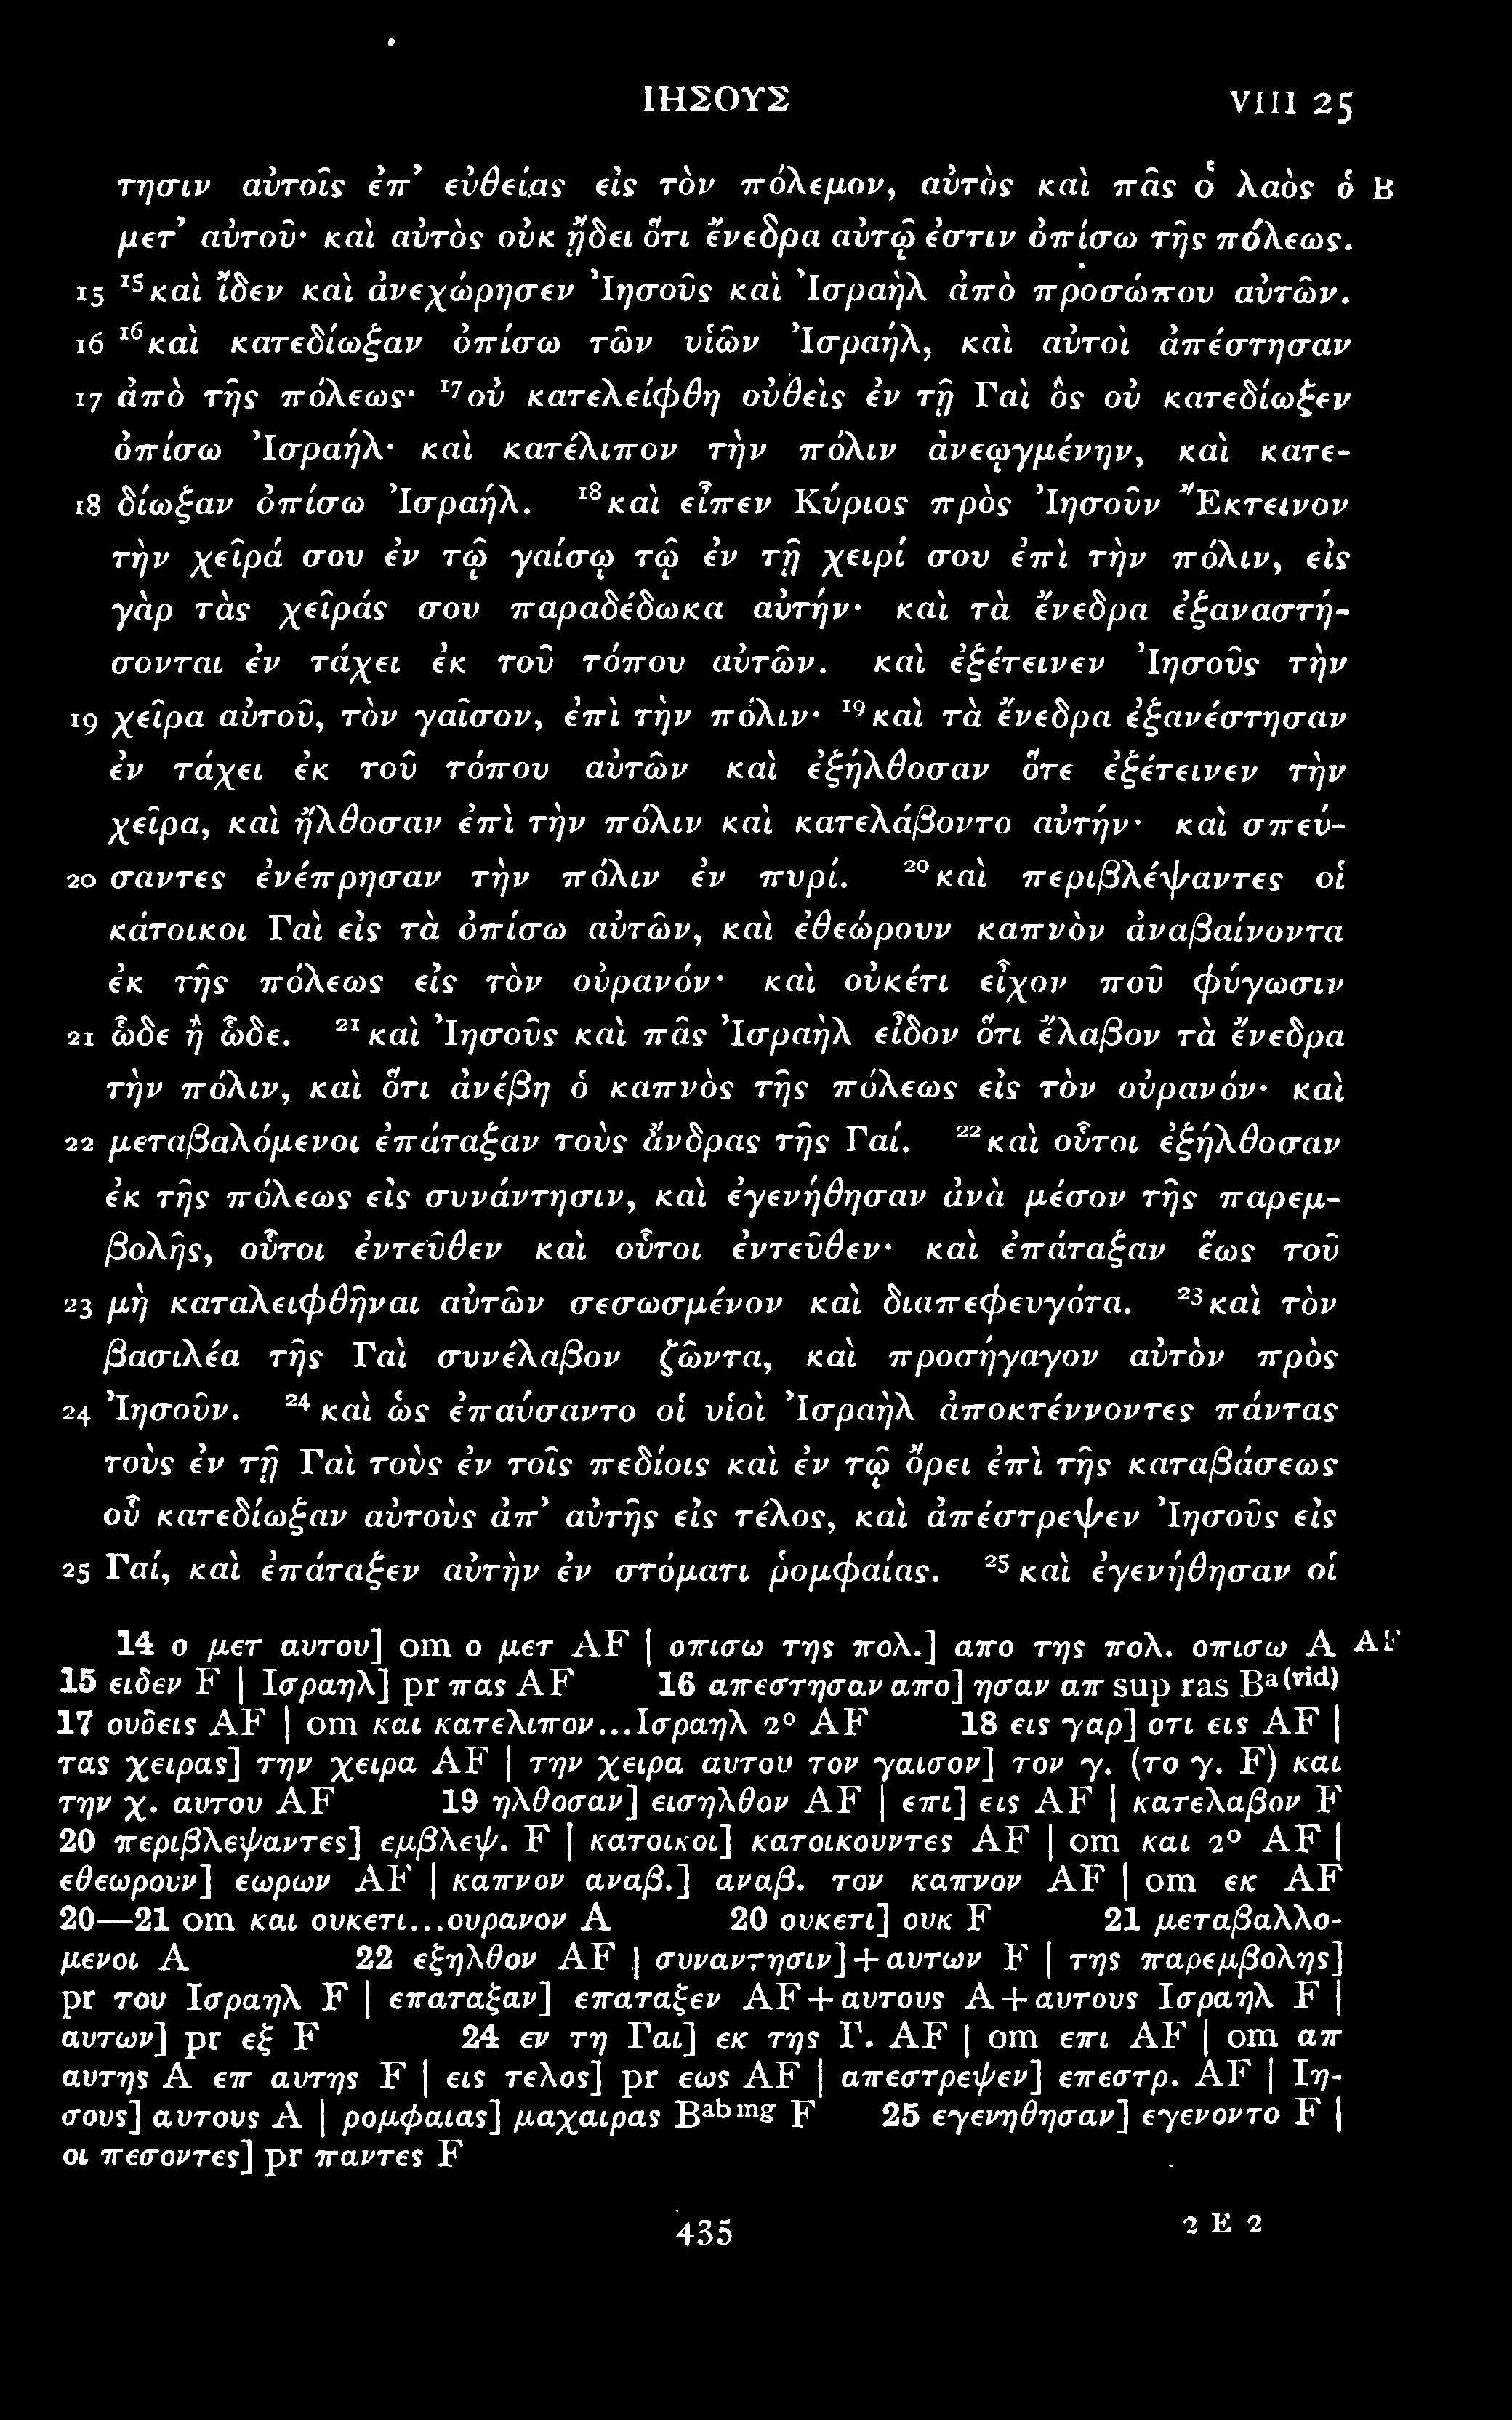 ΙΗΣΟΥΣ VIII 25
τησιν αὐτοῖς ἐπ’ εὐθείας εἰς τὸν πόλεμον, αὐτὸς καὶ πᾶς ὁ λαὸς ὁ B
μετ’ αὐτοῦ· καὶ αὐτὸς οὐκ ᾔδει ὅτι ἔνεδρα αὐτῷ ἐστιν ὀπίσω τῆς πόλεως.
15 ¹⁵καὶ ἴδεν καὶ ἀνεχώρησεν Ἰησοῦς καὶ Ἰσραὴλ ἀπὸ προσώπου αὐτῶν.
16 ¹⁶καὶ κατεδίωξαν ὀπίσω τῶν υἱῶν Ἰσραήλ, καὶ αὐτοὶ ἀπέστησαν
17 ἀπὸ τῆς πόλεως· ¹⁷οὐ κατελείφθη οὐθεὶς ἐν τῇ Γαὶ ὃς οὐ κατεδίωξεν
ὀπίσω Ἰσραήλ· καὶ κατέλιπον τὴν πόλιν ἀνεῳγμένην, καὶ κατε-
18 δίωξαν ὀπίσω Ἰσραήλ. ¹⁸καὶ εἶπεν Κύριος πρὸς Ἰησοῦν Ἔκτεινον
τὴν χεῖρά σου ἐν τῷ γαίσῳ τῷ ἐν τῇ χειρί σου ἐπὶ τὴν πόλιν, εἰς
γὰρ τὰς χεῖράς σου παραδέδωκα αὐτήν· καὶ τὰ ἔνεδρα ἐξαναστή-
σονται ἐν τάχει ἐκ τοῦ τόπου αὐτῶν. καὶ ἐξέτεινεν Ἰησοῦς τὴν
19 χεῖρα αὐτοῦ, τὸν γαῖσον, ἐπὶ τὴν πόλιν· ¹⁹καὶ τὰ ἔνεδρα ἐξανέστησαν
ἐν τάχει ἐκ τοῦ τόπου αὐτῶν καὶ ἐξήλθοσαν ὅτε ἐξέτεινεν τὴν
χεῖρα, καὶ ἤλθοσαν ἐπὶ τὴν πόλιν καὶ κατελάβοντο αὐτήν· καὶ σπεύ-
20 σαντες ἐνέπρησαν τὴν πόλιν ἐν πυρί. ²⁰καὶ περιβλέψαντες οἱ
κάτοικοι Γαὶ εἰς τὰ ὀπίσω αὐτῶν, καὶ ἐθεώρουν καπνὸν ἀναβαίνοντα
ἐκ τῆς πόλεως εἰς τὸν οὐρανόν· καὶ οὐκέτι εἶχον ποῦ φύγωσιν
21 ὧδε ἢ ὧδε. ²¹καὶ Ἰησοῦς καὶ πᾶς Ἰσραὴλ εἶδον ὅτι ἔλαβον τὰ ἔνεδρα
τὴν πόλιν, καὶ ὅτι ἀνέβη ὁ καπνὸς τῆς πόλεως εἰς τὸν οὐρανόν· καὶ
22 μεταβαλόμενοι ἐπάταξαν τοὺς ἄνδρας τῆς Γαί. ²²καὶ οὗτοι ἐξήλθοσαν
ἐκ τῆς πόλεως εἰς συνάντησιν, καὶ ἐγενήθησαν ἀνὰ μέσον τῆς παρεμ-
βολῆς, οὗτοι ἐντεῦθεν καὶ οὗτοι ἐντεῦθεν· καὶ ἐπάταξαν ἕως τοῦ
23 μὴ καταλειφθῆναι αὐτῶν σεσωσμένον καὶ διαπεφευγότα. ²³καὶ τὸν
βασιλέα τῆς Γαὶ συνέλαβον ζῶντα, καὶ προσήγαγον αὐτὸν πρὸς
24 Ἰησοῦν. ²⁴καὶ ὡς ἐπαύσαντο οἱ υἱοὶ Ἰσραὴλ ἀποκτέννοντες πάντας
τοὺς ἐν τῇ Γαὶ τοὺς ἐν τοῖς πεδίοις καὶ ἐν τῷ ὄρει ἐπὶ τῆς καταβάσεως
οὗ κατεδίωξαν αὐτοὺς ἀπ’ αὐτῆς εἰς τέλος, καὶ ἀπέστρεψεν Ἰησοῦς εἰς
25 Γαί, καὶ ἐπάταξεν αὐτὴν ἐν στόματι ῥομφαίας. ²⁵καὶ ἐγενήθησαν οἱ
14 ο μετ αυτου] om ο μετ AF | οπισω της πολ.] απο της πολ. οπισω A AF
15 ειδεν F | Ισραηλ] pr πας AF 16 απεστησαν απο] ησαν απ sup ras Bᵃ⁽ᵛⁱᵈ⁾
17 ουδεις AF | om και κατελιπον...Ισραηλ 2° AF 18 εις γαρ] οτι εις AF |
τας χειρας] την χειρα AF | την χειρα αυτου τον γαισον] τον γ. (το γ. F) και
την χ. αυτου AF 19 ηλθοσαν] εισηλθον AF | επι] εις AF | κατελαβον F
20 περιβλεψαντες] εμβλεψ. F | κατοικοι] κατοικουντες AF | om και 2° AF |
εθεωρουν] εωρων AF | καπνον αναβ.] αναβ. τον καπνον AF | om εκ AF
20—21 om και ουκετι...ουρανον A 20 ουκετι] ουκ F 21 μεταβαλλο-
μενοι A 22 εξηλθον AF | συναντησιν]+αυτων F | της παρεμβολης]
pr του Ισραηλ F | επαταξαν] επαταξεν AF+αυτους A+αυτους Ισραηλ F |
αυτων] pr εξ F 24 εν τη Γαι] εκ της Γ. AF | om επι AF | om απ
αυτης A επ αυτης F | εις τελος] pr εως AF | απεστρεψεν] επεστρ. AF | Ιη-
σους] αυτους A | ρομφαιας] μαχαιρας Bᵃᵇᵐᵍ F 25 εγενηθησαν] εγενοντο F |
οι πεσοντες] pr παντες F
435 2 E 2